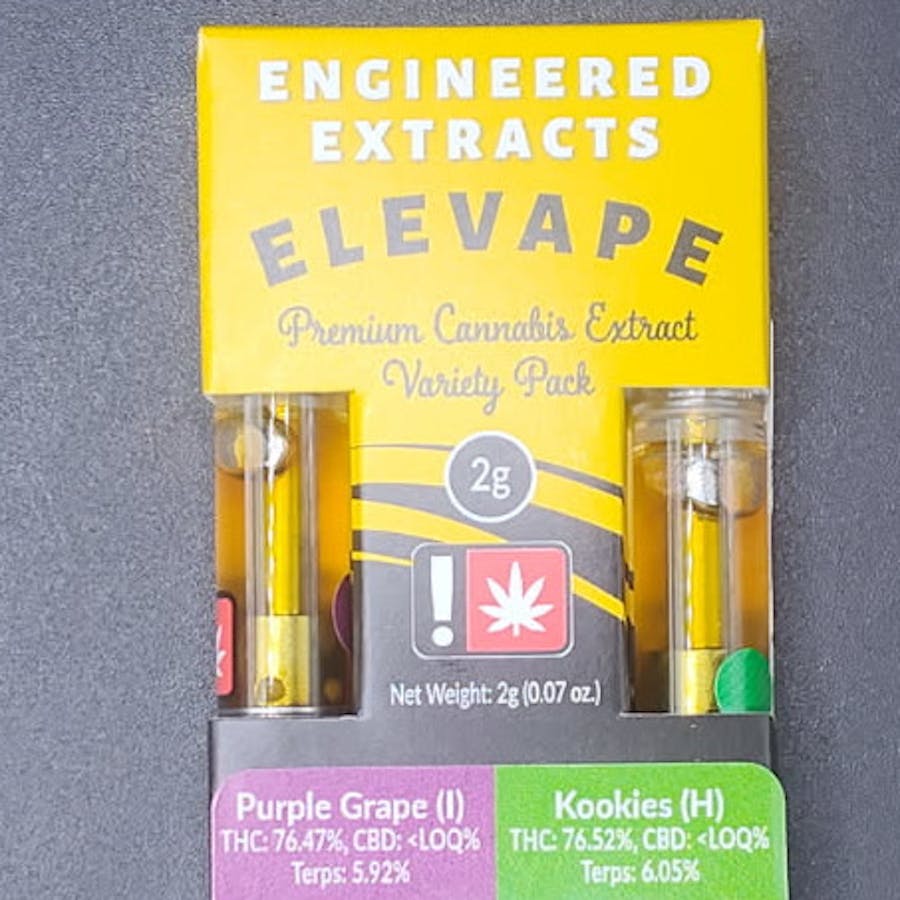 ENGINEERED
EXTRACTS
ELEVAPE
Premium Cannabis Extract
Variety Pack
2g
!
Net Weight: 2g (0.07 oz.)
Purple Grape (I)
THC: 76.47%, CBD: <LOQ%
Terps: 5.92%
Kookies (H)
THC: 76.52%, CBD: <LOQ%
Terps: 6.05%